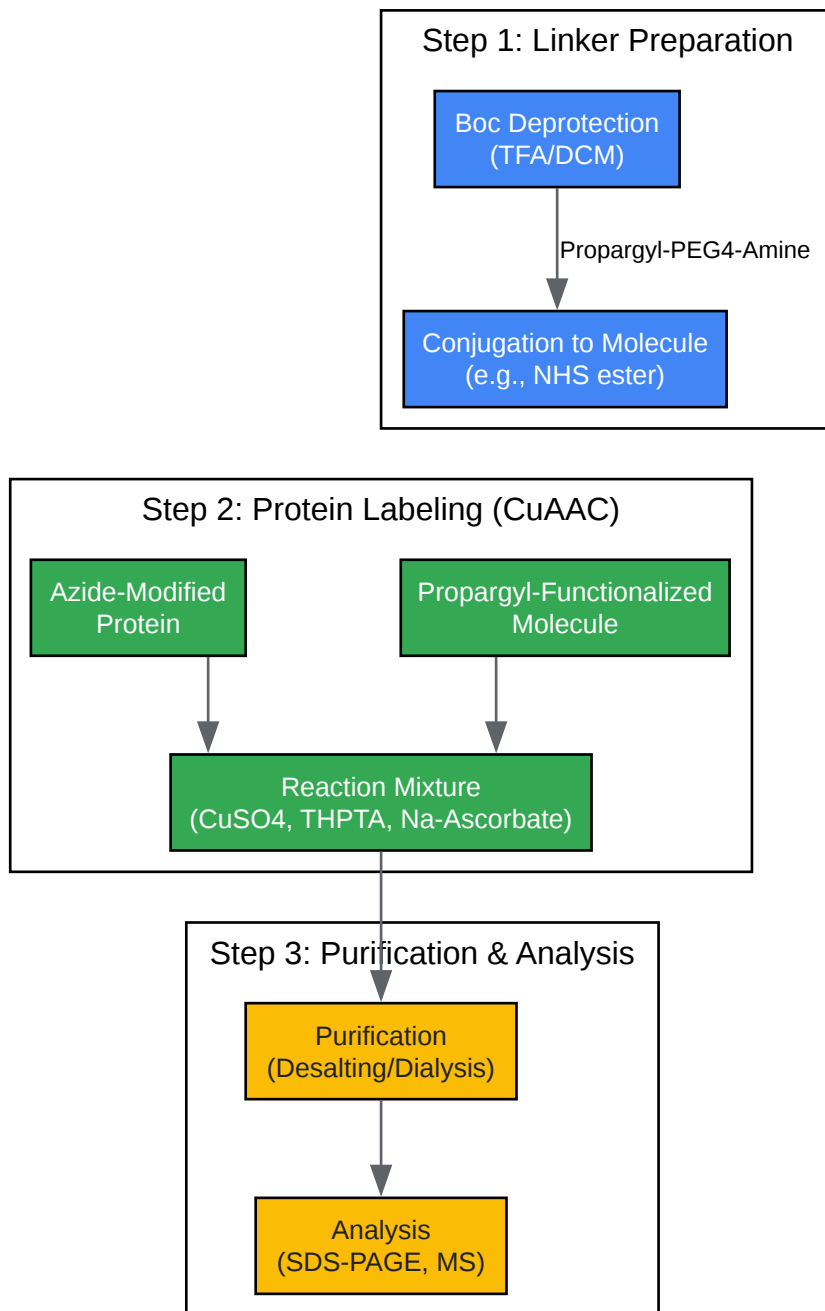 Step 1: Linker Preparation
Boc Deprotection
(TFA/DCM)
Propargyl-PEG4-Amine
Conjugation to Molecule
(e.g., NHS ester)
Step 2: Protein Labeling (CuAAC)
Azide-Modified
Protein
Propargyl-Functionalized
Molecule
Reaction Mixture
(CuSO4, THPTA, Na-Ascorbate)
Step 3: Purification & Analysis
Purification
(Desalting/Dialysis)
Analysis
(SDS-PAGE, MS)